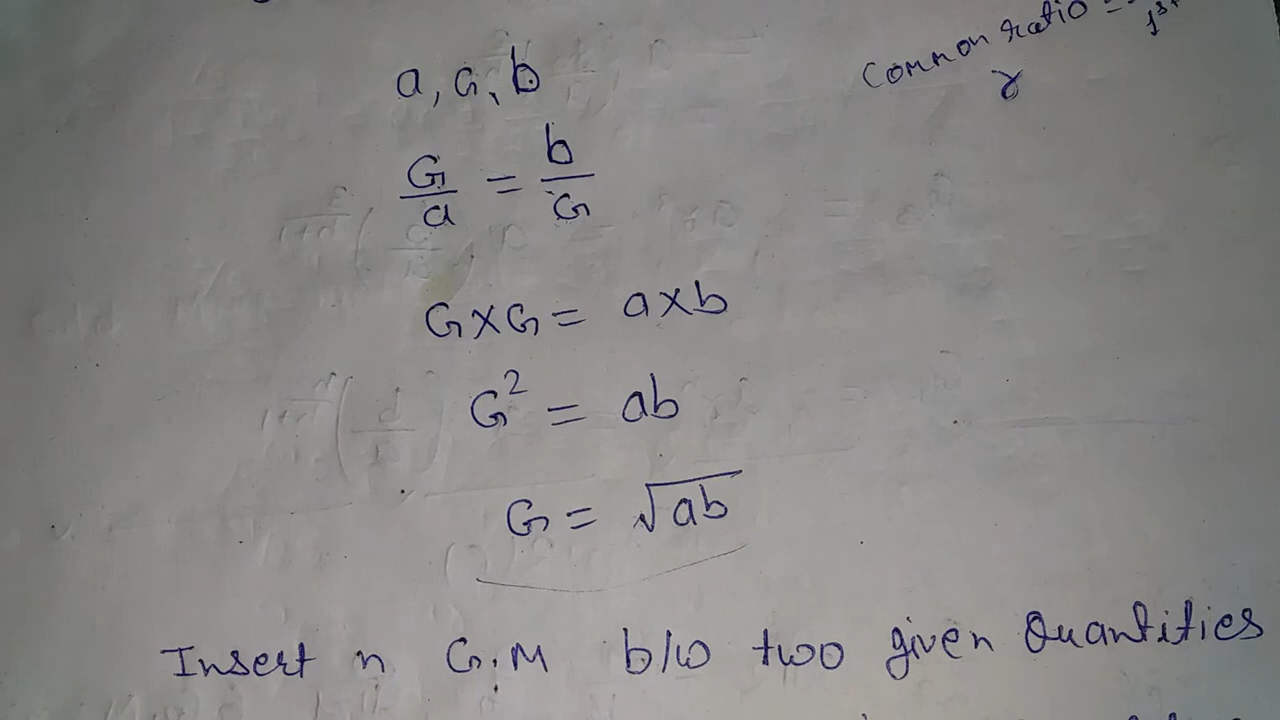 Common ratio =
r
a, G, b
G/a = b/G
G×G = a×b
G² = ab
G = √ab
Insert n G.M b/w two given Quantities